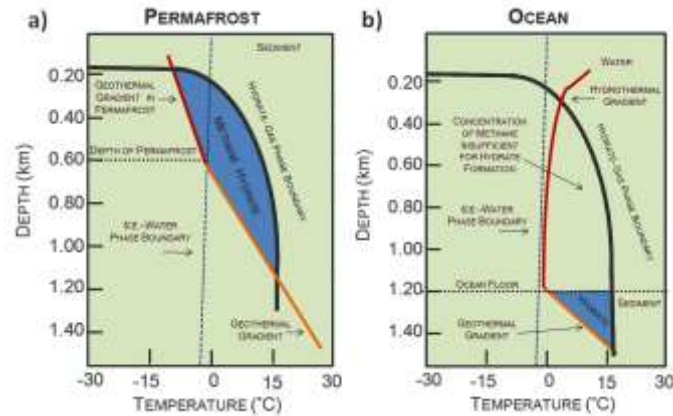 a)
PERMAFROST
SEDIMENT
0.20
0.40
0.60
0.80
1.00
1.20
1.40
DEPTH (km)
GEOTHERMAL
GRADIENT IN
PERMAFROST
METHANE HYDRATE
HYDRATE-GAS PHASE BOUNDARY
DEPTH OF PERMAFROST
ICE-WATER
PHASE BOUNDARY
GEOTHERMAL
GRADIENT
-30 -15 0 15 30
TEMPERATURE (°C)
b)
OCEAN
WATER
0.20
0.40
0.60
0.80
1.00
1.20
1.40
DEPTH (km)
HYDROTHERMAL
GRADIENT
CONCENTRATION
OF METHANE
INSUFFICIENT
FOR HYDRATE
FORMATION
HYDRATE-GAS PHASE BOUNDARY
ICE-WATER
PHASE BOUNDARY
OCEAN FLOOR
SEDIMENT
GEOTHERMAL
GRADIENT
-30 -15 0 15 30
TEMPERATURE (°C)